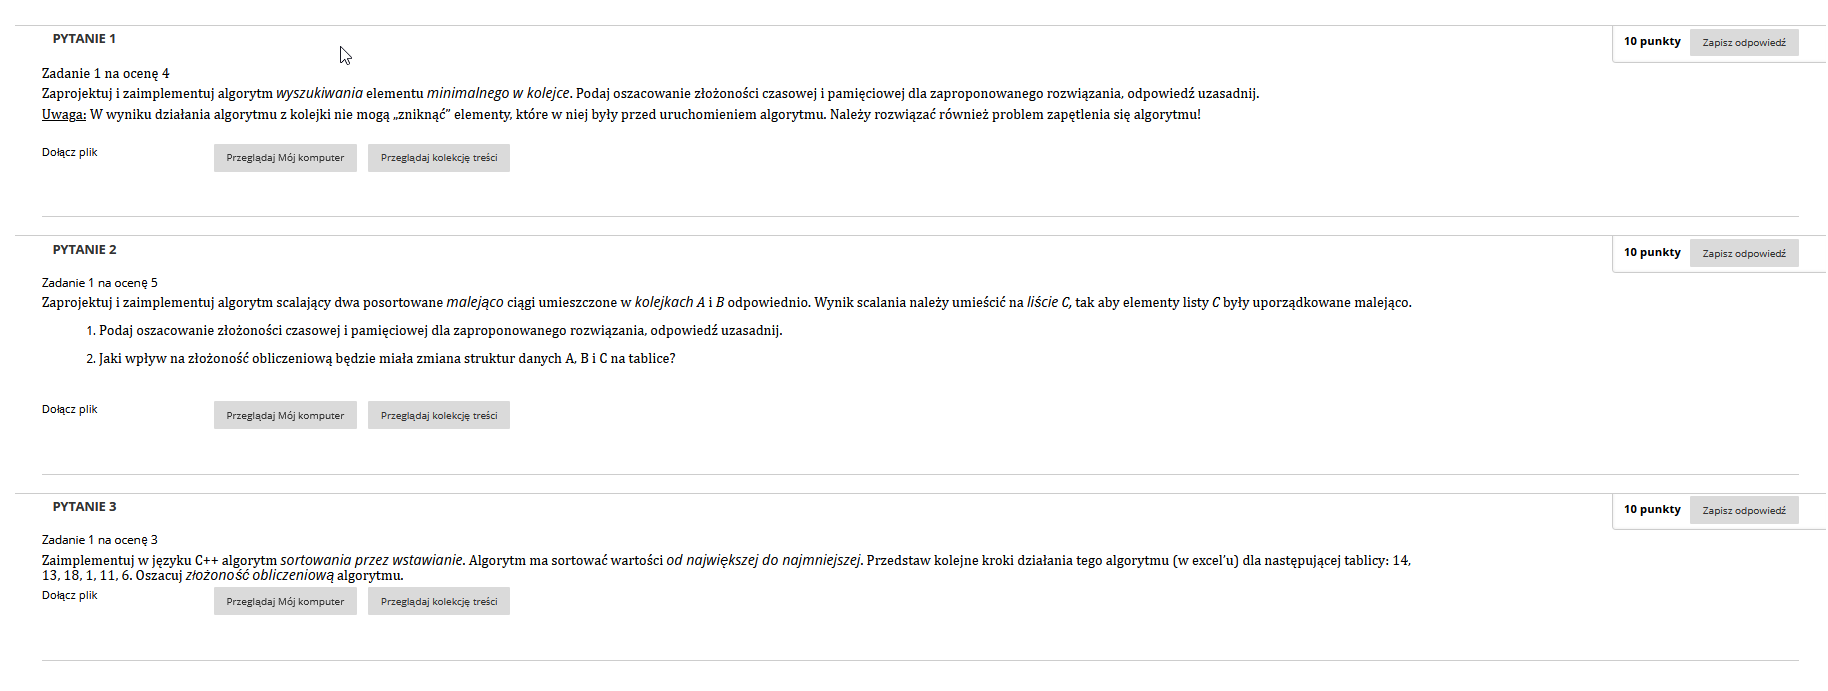 PYTANIE 1
10 punkty
Zapisz odpowiedź
Zadanie 1 na ocenę 4
Zaprojektuj i zaimplementuj algorytm wyszukiwania elementu minimalnego w kolejce. Podaj oszacowanie złożoności czasowej i pamięciowej dla zaproponowanego rozwiązania, odpowiedź uzasadnij.
Uwaga: W wyniku działania algorytmu z kolejki nie mogą „zniknąć” elementy, które w niej były przed uruchomieniem algorytmu. Należy rozwiązać również problem zapętlenia się algorytmu!
Dołącz plik
Przeglądaj Mój komputer
Przeglądaj kolekcję treści
PYTANIE 2
10 punkty
Zapisz odpowiedź
Zadanie 1 na ocenę 5
Zaprojektuj i zaimplementuj algorytm scalający dwa posortowane malejąco ciągi umieszczone w kolejkach A i B odpowiednio. Wynik scalania należy umieścić na liście C, tak aby elementy listy C były uporządkowane malejąco.
1. Podaj oszacowanie złożoności czasowej i pamięciowej dla zaproponowanego rozwiązania, odpowiedź uzasadnij.
2. Jaki wpływ na złożoność obliczeniową będzie miała zmiana struktur danych A, B i C na tablice?
Dołącz plik
Przeglądaj Mój komputer
Przeglądaj kolekcję treści
PYTANIE 3
10 punkty
Zapisz odpowiedź
Zadanie 1 na ocenę 3
Zaimplementuj w języku C++ algorytm sortowania przez wstawianie. Algorytm ma sortować wartości od największej do najmniejszej. Przedstaw kolejne kroki działania tego algorytmu (w excel’u) dla następującej tablicy: 14,
13, 18, 1, 11, 6. Oszacuj złożoność obliczeniową algorytmu.
Dołącz plik
Przeglądaj Mój komputer
Przeglądaj kolekcję treści